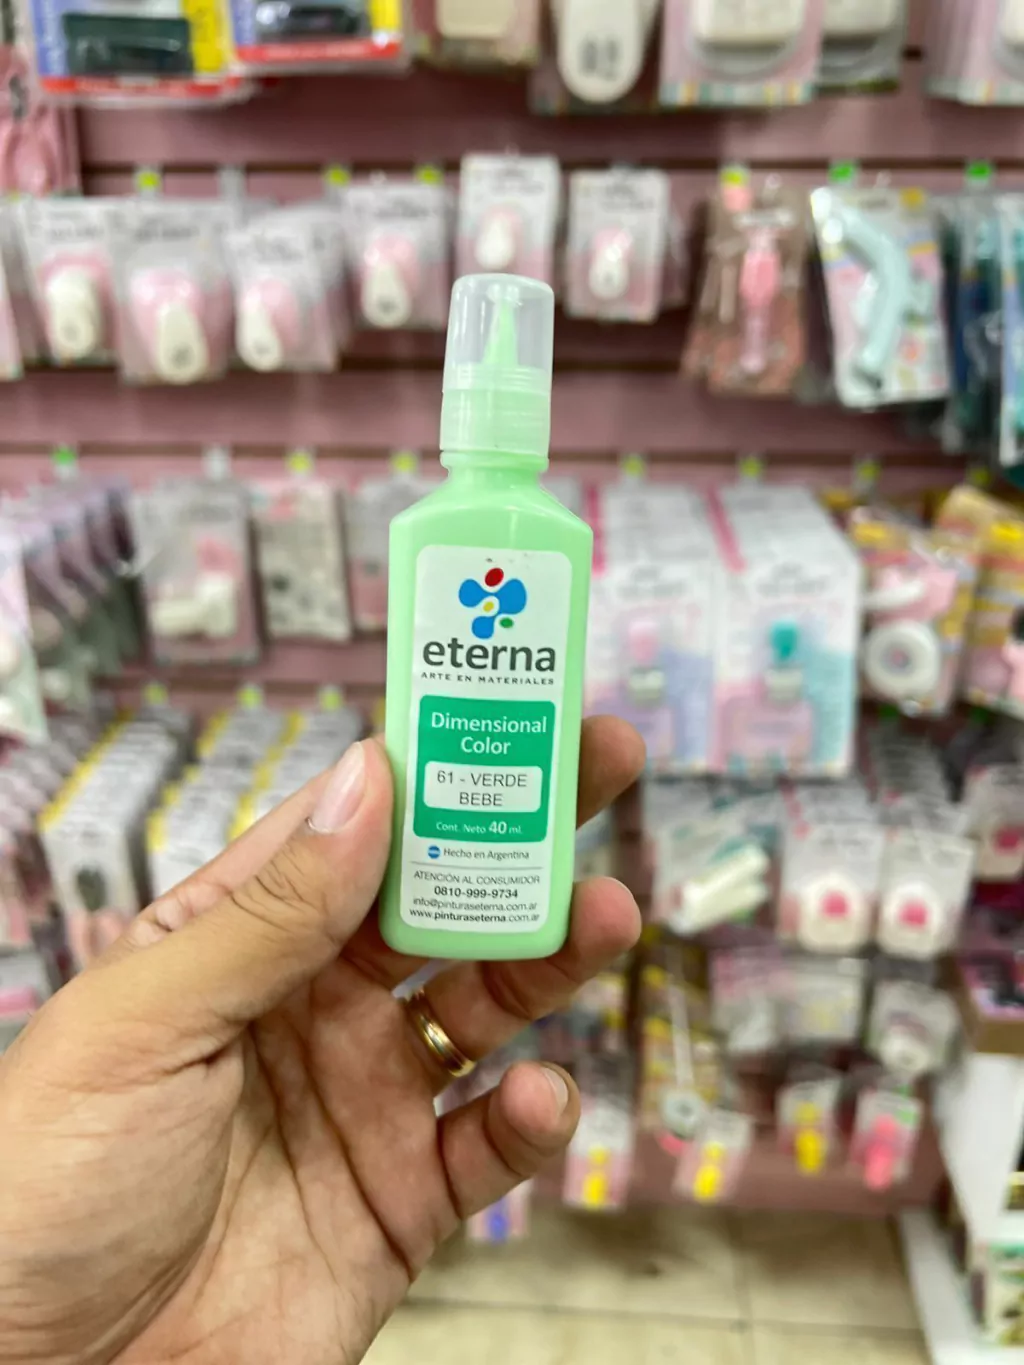 eterna
ARTE EN MATERIALES
Dimensional
Color
61 - VERDE
BEBE
Cont. Neto 40 ml.
Hecho en Argentina
ATENCIÓN AL CONSUMIDOR
0810-999-9734
info@pinturaseterna.com.ar
www.pinturaseterna.com.ar